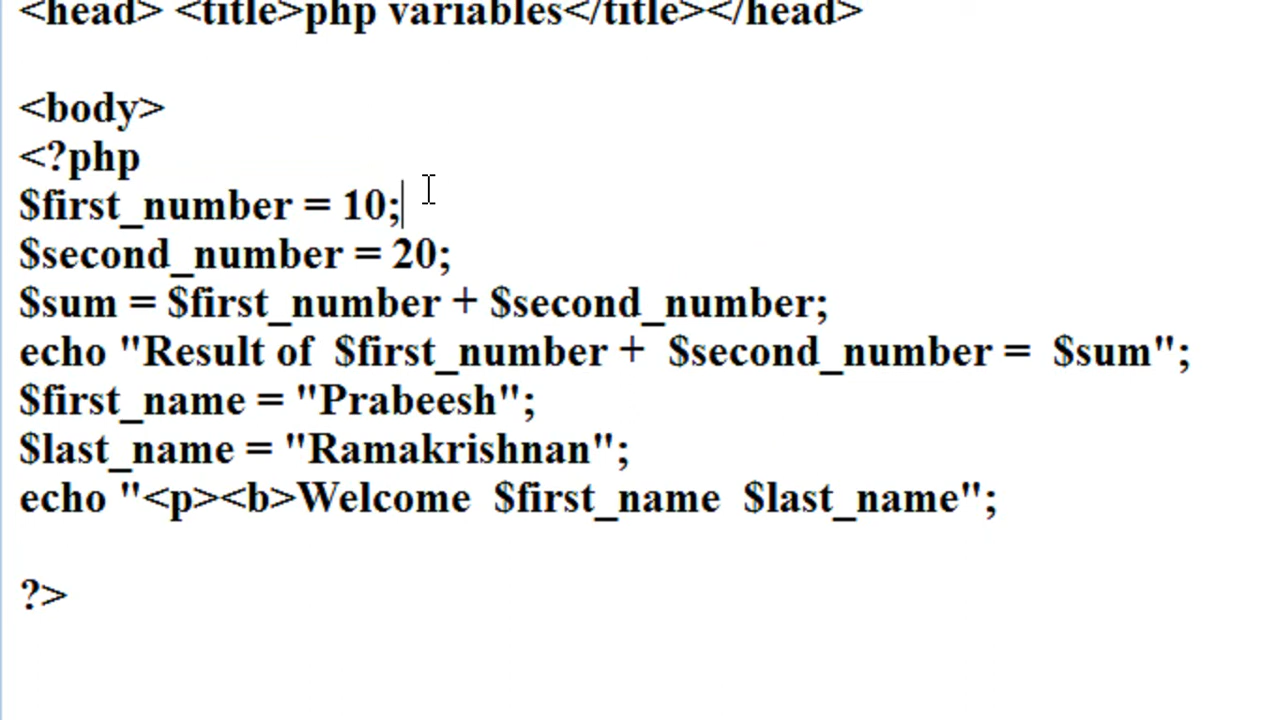 <head> <title>php variables</title></head>
<body>
<?php
$first_number = 10;
$second_number = 20;
$sum = $first_number + $second_number;
echo "Result of  $first_number +  $second_number =  $sum";
$first_name = "Prabeesh";
$last_name = "Ramakrishnan";
echo "<p><b>Welcome  $first_name  $last_name";
?>